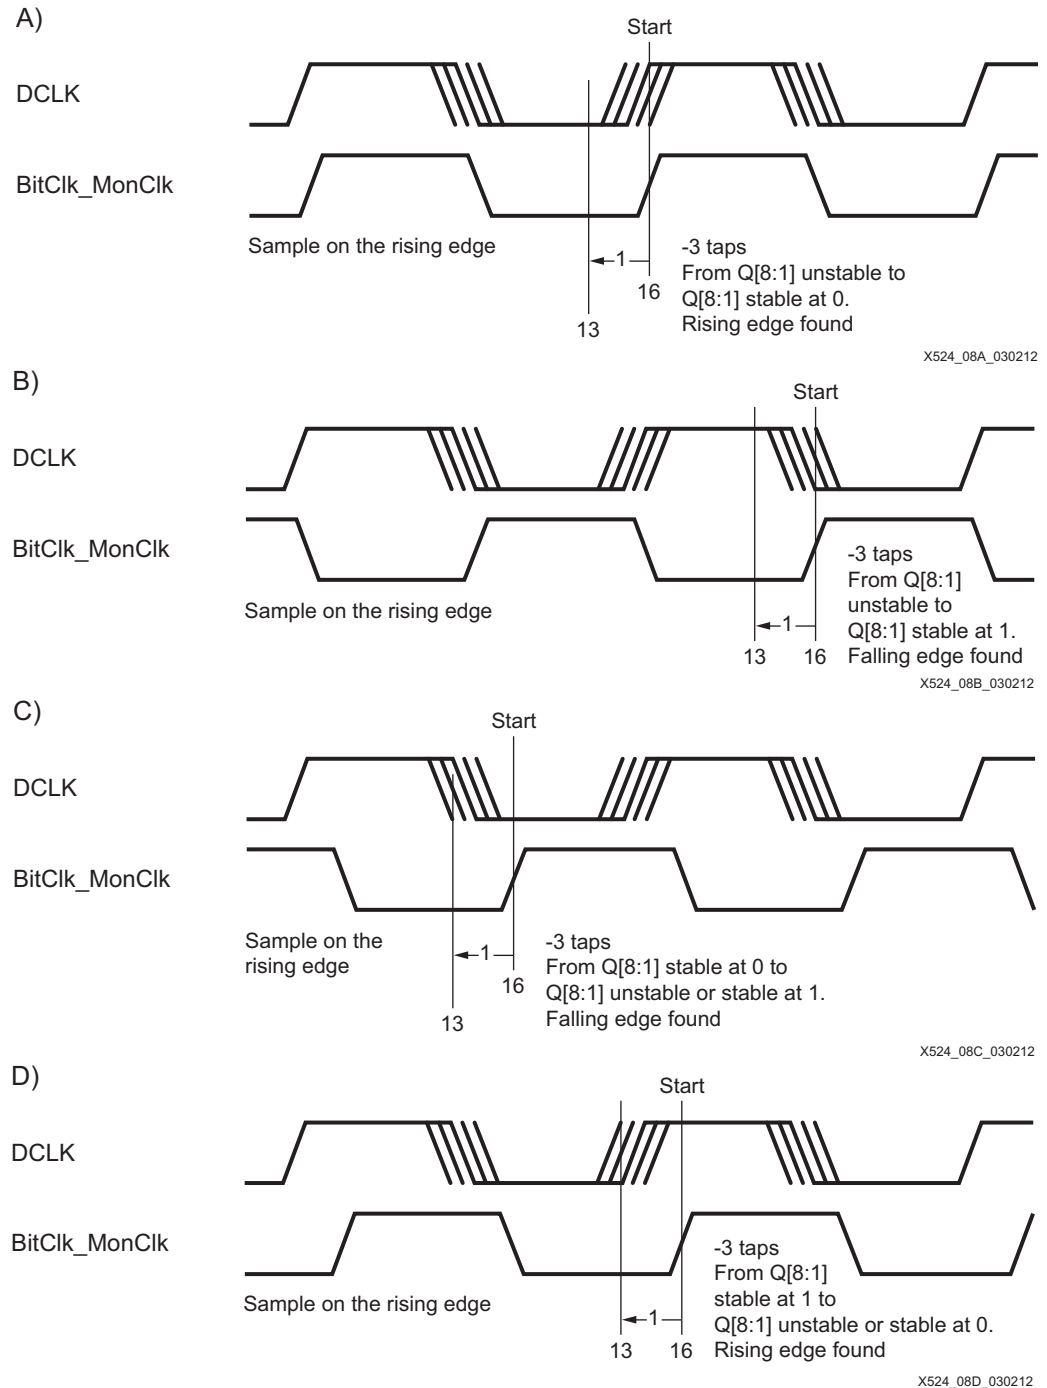 A)
Start
DCLK
BitClk_MonClk
Sample on the rising edge
1
16
13
-3 taps
From Q[8:1] unstable to
Q[8:1] stable at 0.
Rising edge found
X524_08A_030212
B)
Start
DCLK
BitClk_MonClk
Sample on the rising edge
1
13
16
-3 taps
From Q[8:1]
unstable to
Q[8:1] stable at 1.
Falling edge found
X524_08B_030212
C)
Start
DCLK
BitClk_MonClk
Sample on the
rising edge
1
16
13
-3 taps
From Q[8:1] stable at 0 to
Q[8:1] unstable or stable at 1.
Falling edge found
X524_08C_030212
D)
Start
DCLK
BitClk_MonClk
Sample on the rising edge
1
13
16
-3 taps
From Q[8:1]
stable at 1 to
Q[8:1] unstable or stable at 0.
Rising edge found
X524_08D_030212